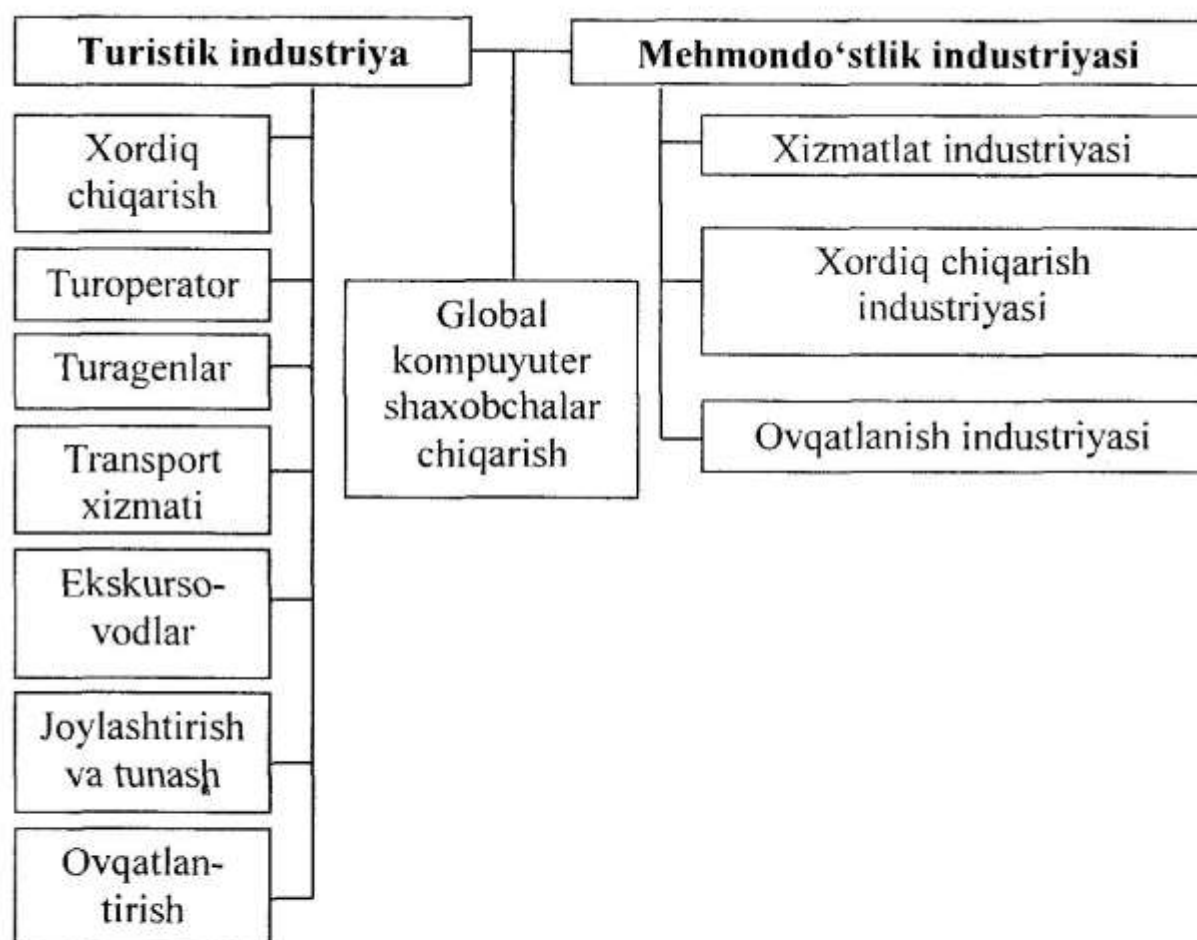 Turistik industriya
Mehmondo‘stlik industriyasi
Xordiq
chiqarish
Turoperator
Turagenlar
Transport
xizmati
Ekskurso-
vodlar
Joylashtirish
va tunash
Ovqatlan-
tirish
Global
kompuyuter
shaxobchalar
chiqarish
Xizmatlat industriyasi
Xordiq chiqarish
industriyasi
Ovqatlanish industriyasi